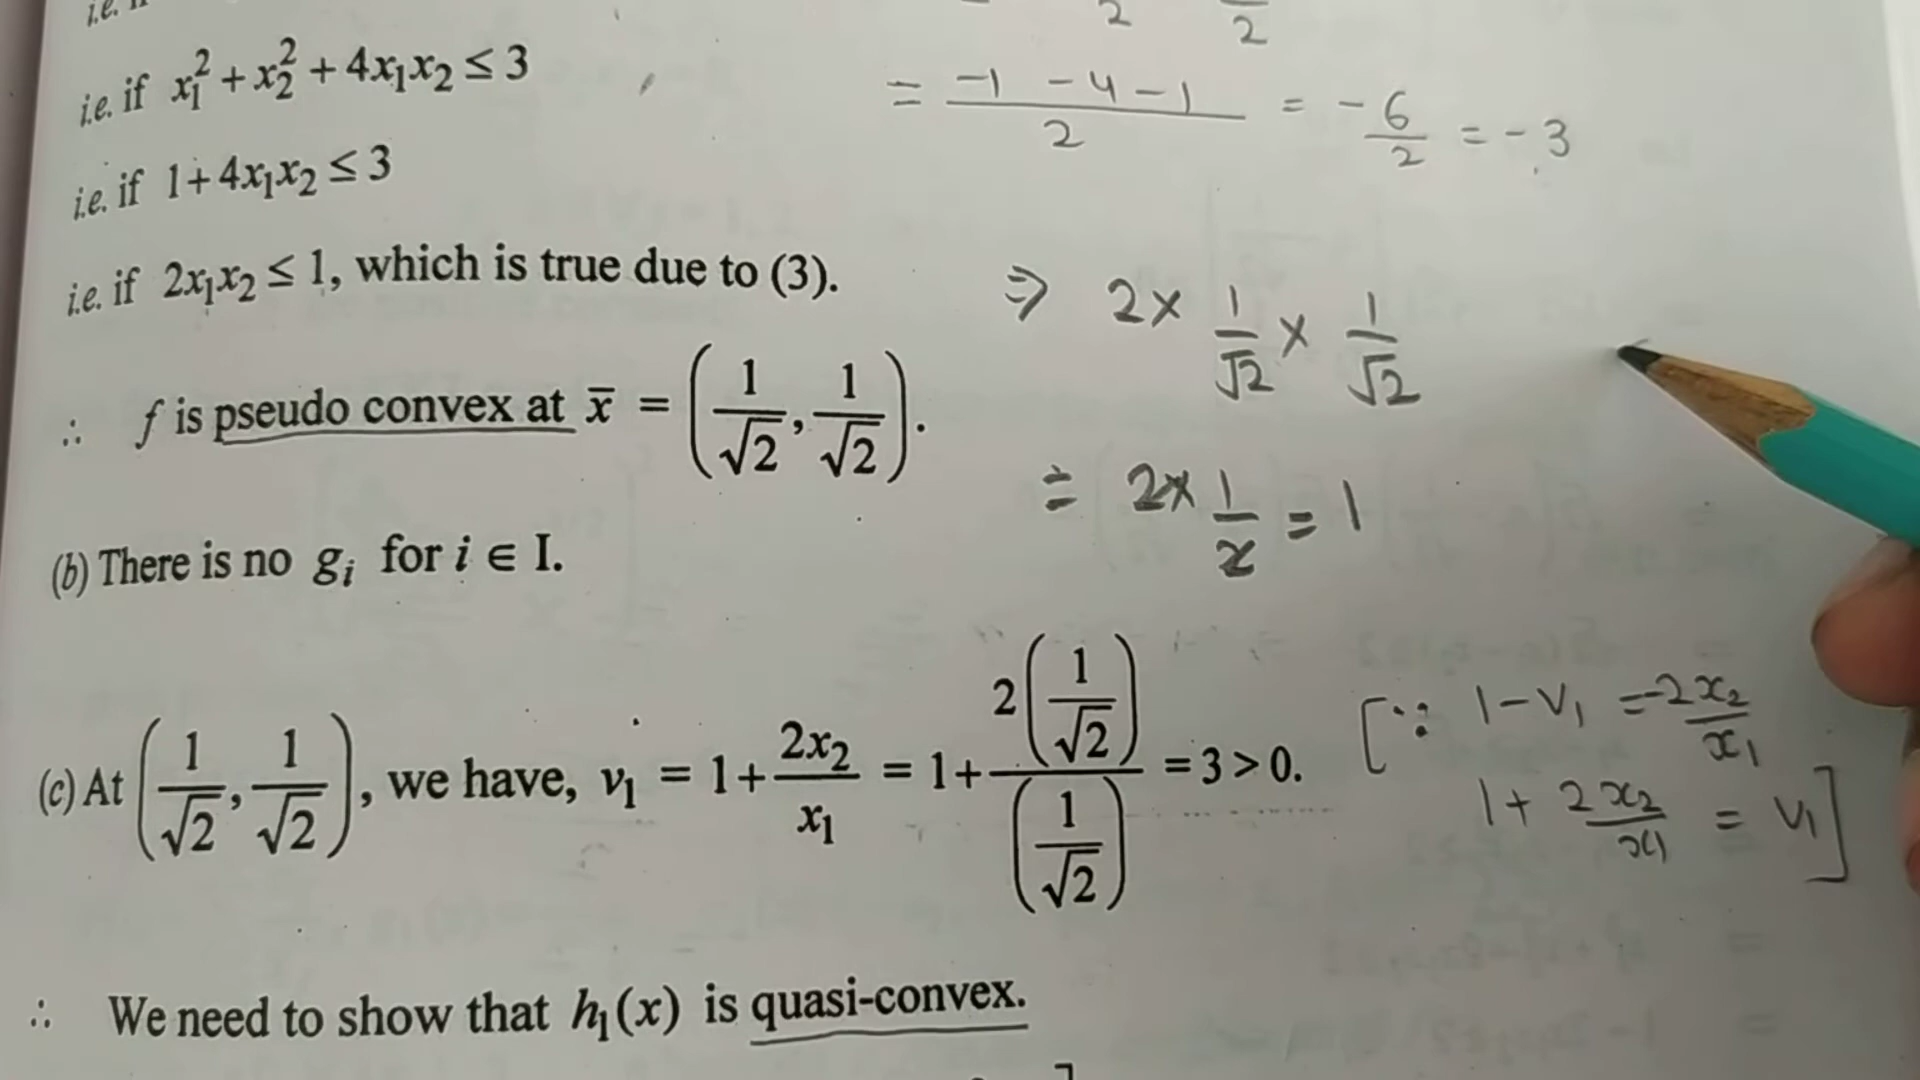 i.e.
i.e. if x₁² + x₂² + 4x₁x₂ ≤ 3
i.e. if 1 + 4x₁x₂ ≤ 3
i.e. if 2x₁x₂ ≤ 1, which is true due to (3).
∴ f is pseudo convex at x̄ = (1/√2, 1/√2).
(b) There is no gᵢ for i ∈ I.
(c) At (1/√2, 1/√2), we have, v₁ = 1 + 2x₂/x₁ = 1 + 2(1/√2)/(1/√2) = 3 > 0.
∴ We need to show that h₁(x) is quasi-convex.
2 2
= (-1 -4 -1)/2 = -6/2 = -3
⇒ 2 × 1/√2 × 1/√2
= 2 × 1/2 = 1
[∵ 1 - v₁ = -2x₂/x₁
1 + 2x₂/x₁ = v₁]